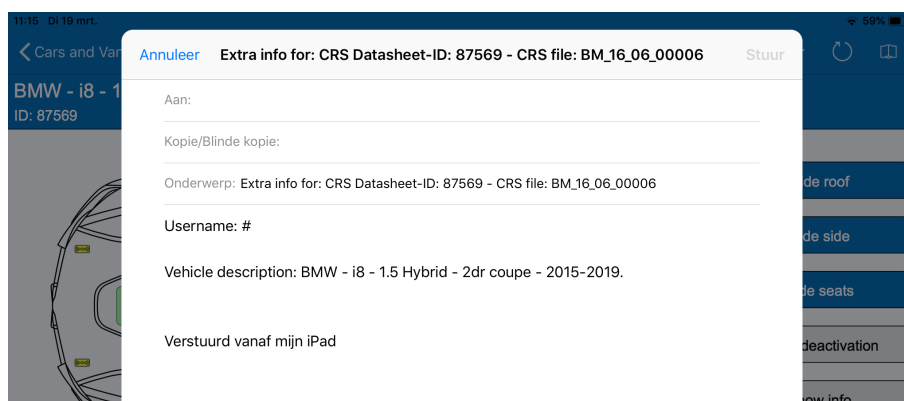 11:15 Di 19 mrt.
59%
Cars and Van
Annuleer
Extra info for: CRS Datasheet-ID: 87569 - CRS file: BM_16_06_00006
Stuur
BMW - i8 - 1
ID: 87569
Aan:
Kopie/Blinde kopie:
Onderwerp: Extra info for: CRS Datasheet-ID: 87569 - CRS file: BM_16_06_00006
de roof
Username: #
de side
Vehicle description: BMW - i8 - 1.5 Hybrid - 2dr coupe - 2015-2019.
de seats
Verstuurd vanaf mijn iPad
deactivation
ow info